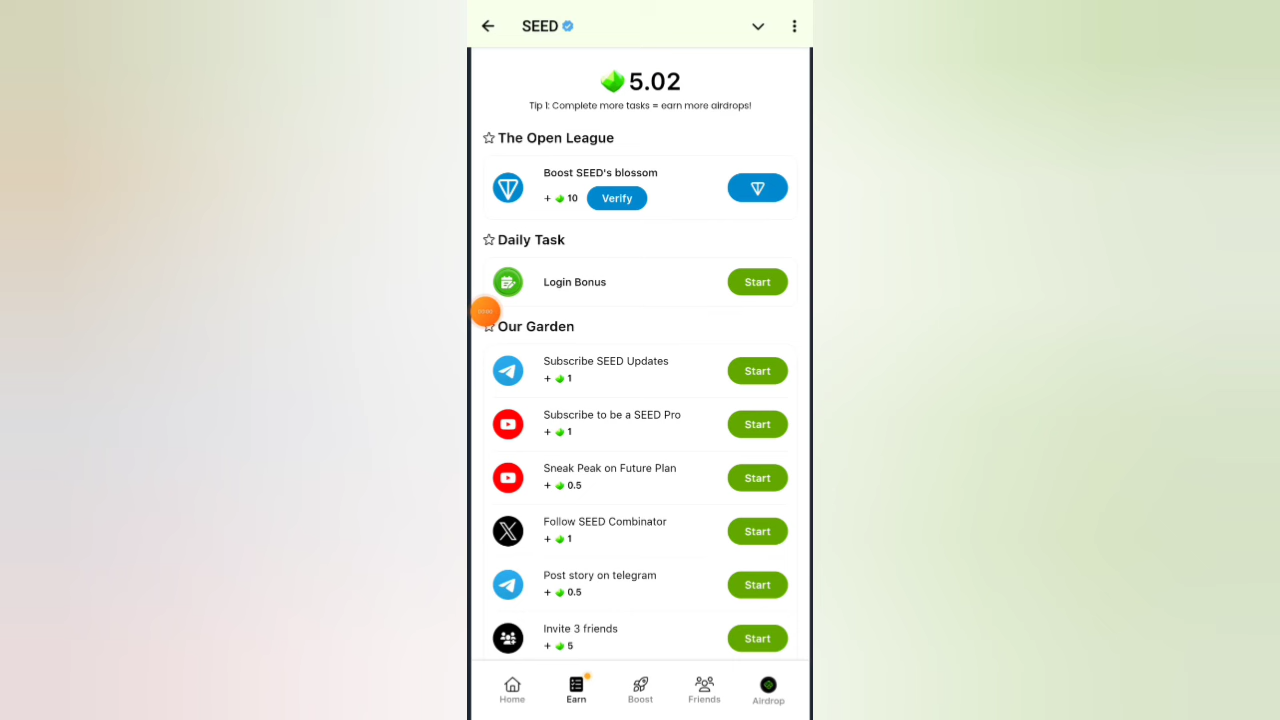 SEED
5.02
Tip 1: Complete more tasks = earn more airdrops!
The Open League
Boost SEED's blossom
+ 10 Verify
Daily Task
Login Bonus Start
Our Garden
Subscribe SEED Updates
+ 1 Start
Subscribe to be a SEED Pro
+ 1 Start
Sneak Peak on Future Plan
+ 0.5 Start
Follow SEED Combinator
+ 1 Start
Post story on telegram
+ 0.5 Start
Invite 3 friends
+ 5 Start
Home Earn Boost Friends Airdrop